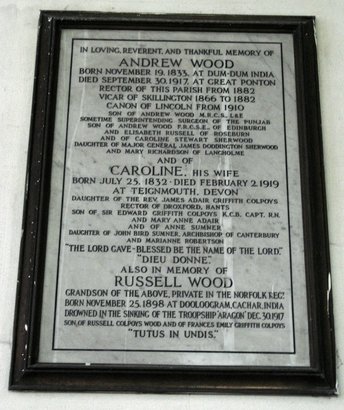 IN LOVING, REVERENT, AND THANKFUL MEMORY OF
ANDREW WOOD
BORN NOVEMBER 19. 1833, AT DUM-DUM INDIA
DIED SEPTEMBER 30. 1917, AT GREAT PONTON
RECTOR OF THIS PARISH FROM 1882
VICAR OF SKILLINGTON 1866 TO 1882
CANON OF LINCOLN FROM 1910
SON OF ANDREW WOOD M.R.C.S., L&E
SOMETIME SUPERINTENDING SURGEON OF THE PUNJAB
SON OF ANDREW WOOD F.R.C.S.E., OF EDINBURGH
AND ELISABETH RUSSELL OF ROSEBURN
AND OF CAROLINE STEWART SHERWOOD
DAUGHTER OF MAJOR GENERAL JAMES DODDINGTON SHERWOOD
AND MARY RICHARDSON OF LANGHOLME
AND OF
CAROLINE, HIS WIFE
BORN JULY 25. 1832 · DIED FEBRUARY 2. 1919
AT TEIGNMOUTH, DEVON
DAUGHTER OF THE REV. JAMES ADAIR GRIFFITH COLPOYS
RECTOR OF DROXFORD, HANTS
SON OF SIR EDWARD GRIFFITH COLPOYS K.C.B. CAPT. R.N.
AND MARY ANNE ADAIR
AND OF ANNE SUMNER
DAUGHTER OF JOHN BIRD SUMNER, ARCHBISHOP OF CANTERBURY
AND MARIANNE ROBERTSON
"THE LORD GAVE - BLESSED BE THE NAME OF THE LORD."
"DIEU DONNE"
ALSO IN MEMORY OF
RUSSELL WOOD
GRANDSON OF THE ABOVE, PRIVATE IN THE NORFOLK REGT
BORN NOVEMBER 25. 1898 AT DOOLOOGRAM, CACHAR, INDIA
DROWNED IN THE SINKING OF THE TROOPSHIP "ARAGON" DEC. 30. 1917
SON OF RUSSELL COLPOYS WOOD AND OF FRANCES EMILY GRIFFITH COLPOYS
"TUTUS IN UNDIS."